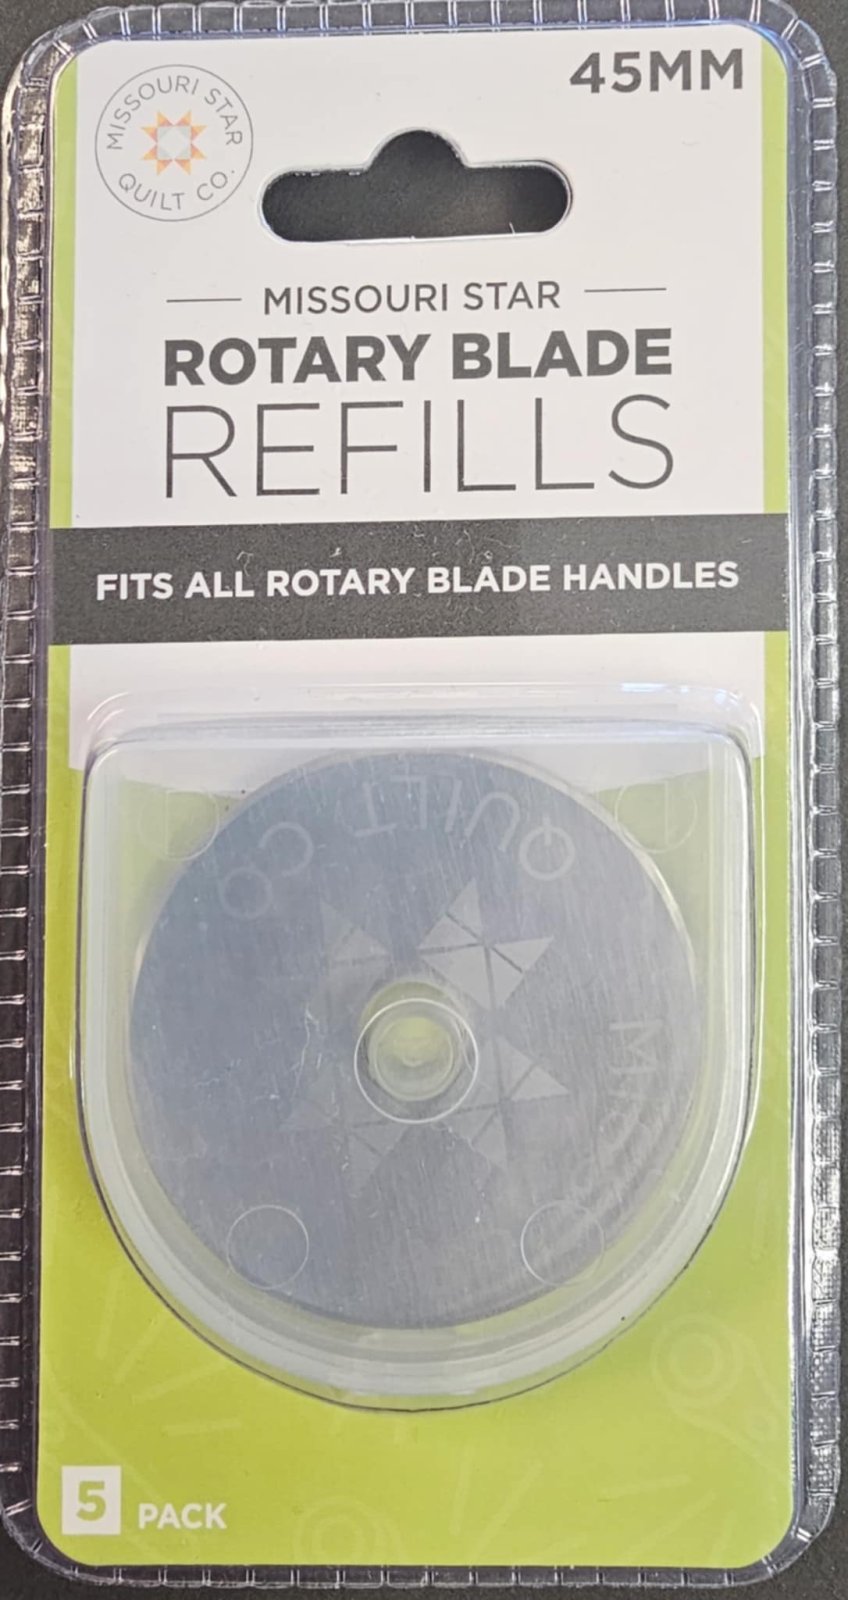 45MM
MISSOURI STAR
QUILT CO.
MISSOURI STAR
ROTARY BLADE
REFILLS
FITS ALL ROTARY BLADE HANDLES
QUILT CO
5 PACK